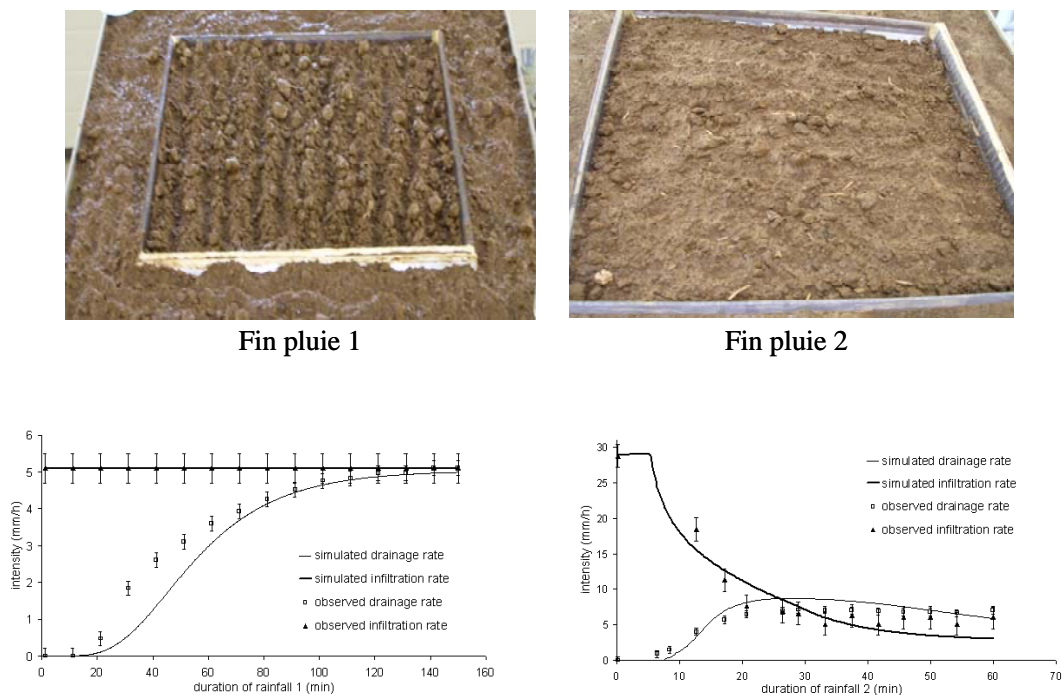 Fin pluie 1
Fin pluie 2
6
5
4
3
2
1
0
intensity (mm/h)
simulated drainage rate
simulated infiltration rate
observed drainage rate
observed infiltration rate
0 20 40 60 80 100 120 140 160
duration of rainfall 1 (min)
30
25
20
15
10
5
0
intensity (mm/h)
simulated drainage rate
simulated infiltration rate
observed drainage rate
observed infiltration rate
0 10 20 30 40 50 60 70
duration of rainfall 2 (min)